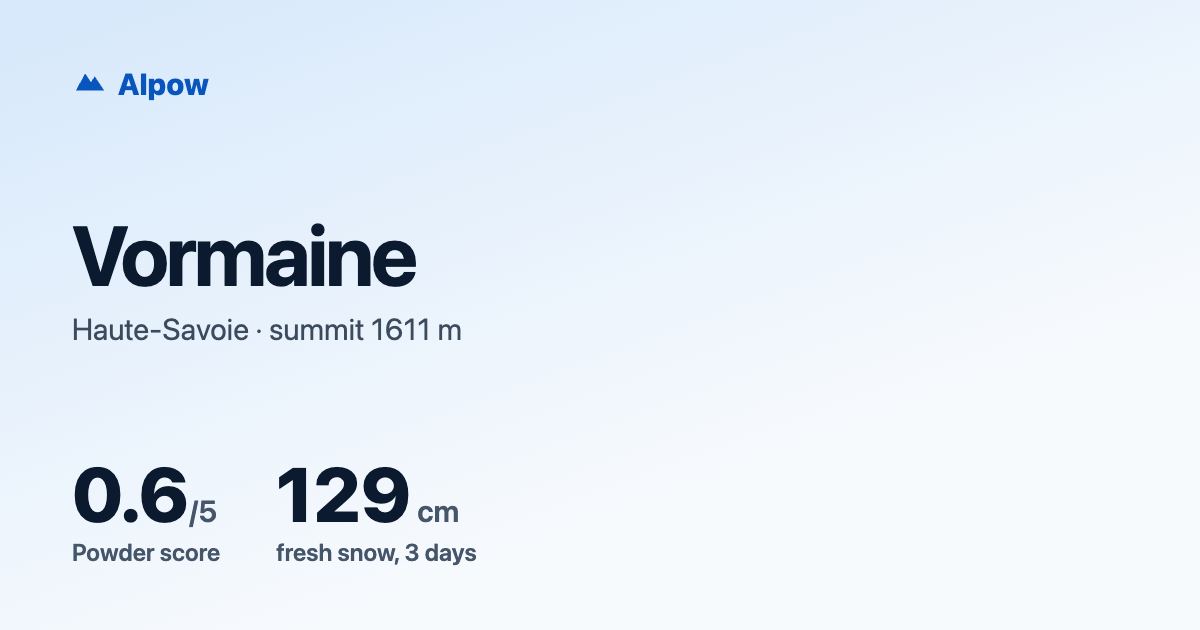 Alpow
Vormaine
Haute-Savoie · summit 1611 m
0.6/5 129 cm
Powder score fresh snow, 3 days